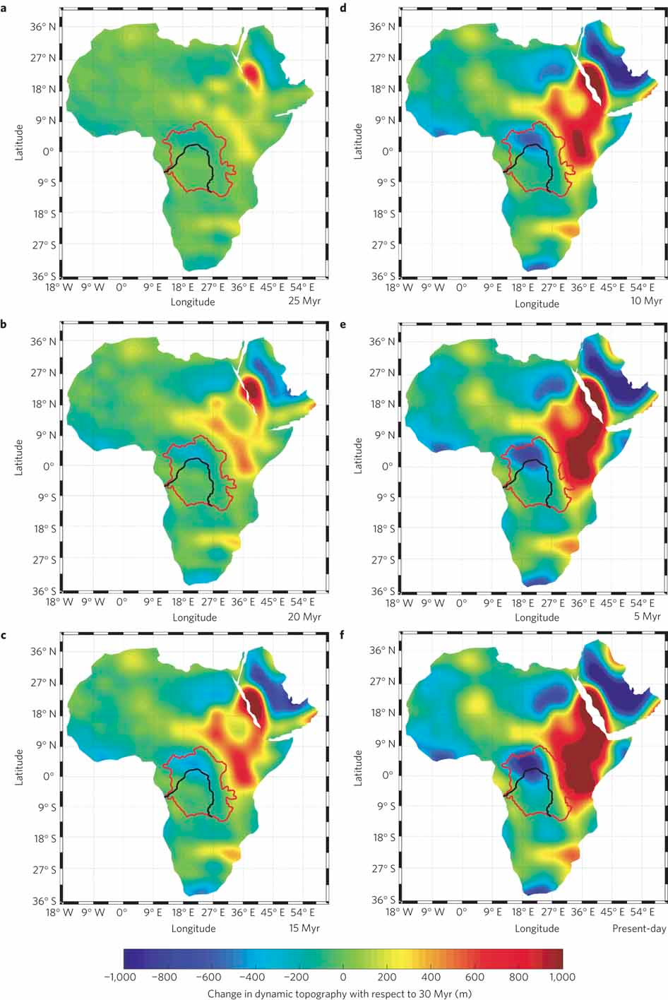 a
36° N
27° N
18° N
9° N
0°
9° S
18° S
27° S
36° S
Latitude
18° W 9° W 0° 9° E 18° E 27° E 36° E 45° E 54° E
Longitude
25 Myr
d
36° N
27° N
18° N
9° N
0°
9° S
18° S
27° S
36° S
Latitude
18° W 9° W 0° 9° E 18° E 27° E 36° E 45° E 54° E
Longitude
10 Myr
b
36° N
27° N
18° N
9° N
0°
9° S
18° S
27° S
36° S
Latitude
18° W 9° W 0° 9° E 18° E 27° E 36° E 45° E 54° E
Longitude
20 Myr
e
36° N
27° N
18° N
9° N
0°
9° S
18° S
27° S
36° S
Latitude
18° W 9° W 0° 9° E 18° E 27° E 36° E 45° E 54° E
Longitude
5 Myr
c
36° N
27° N
18° N
9° N
0°
9° S
18° S
27° S
36° S
Latitude
18° W 9° W 0° 9° E 18° E 27° E 36° E 45° E 54° E
Longitude
15 Myr
f
36° N
27° N
18° N
9° N
0°
9° S
18° S
27° S
36° S
Latitude
18° W 9° W 0° 9° E 18° E 27° E 36° E 45° E 54° E
Longitude
Present-day
−1,000 −800 −600 −400 −200 0 200 400 600 800 1,000
Change in dynamic topography with respect to 30 Myr (m)